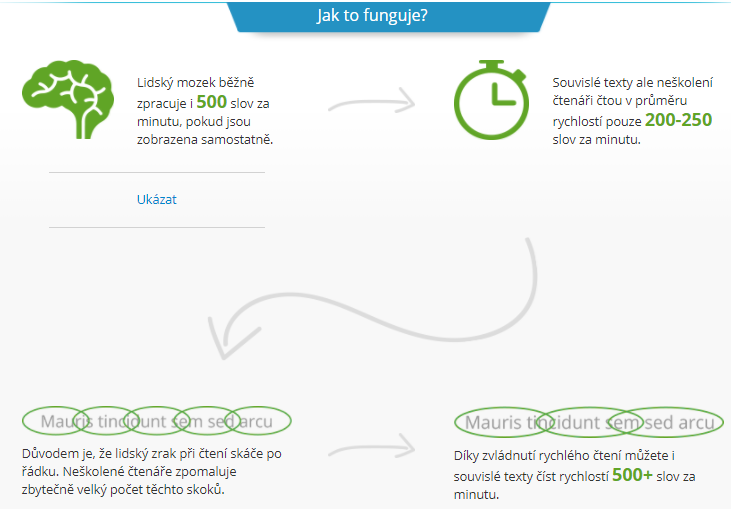 Jak to funguje?
Lidský mozek běžně
zpracuje i 500 slov za
minutu, pokud jsou
zobrazena samostatně.
Ukázat
Souvislé texty ale neškolení
čtenáři čtou v průměru
rychlostí pouze 200-250
slov za minutu.
Mauris tincidunt sem sed arcu
Důvodem je, že lidský zrak při čtení skáče po
řádku. Neškolené čtenáře zpomaluje
zbytečně velký počet těchto skoků.
Mauris tincidunt sem sed arcu
Díky zvládnutí rychlého čtení můžete i
souvislé texty číst rychlostí 500+ slov za
minutu.